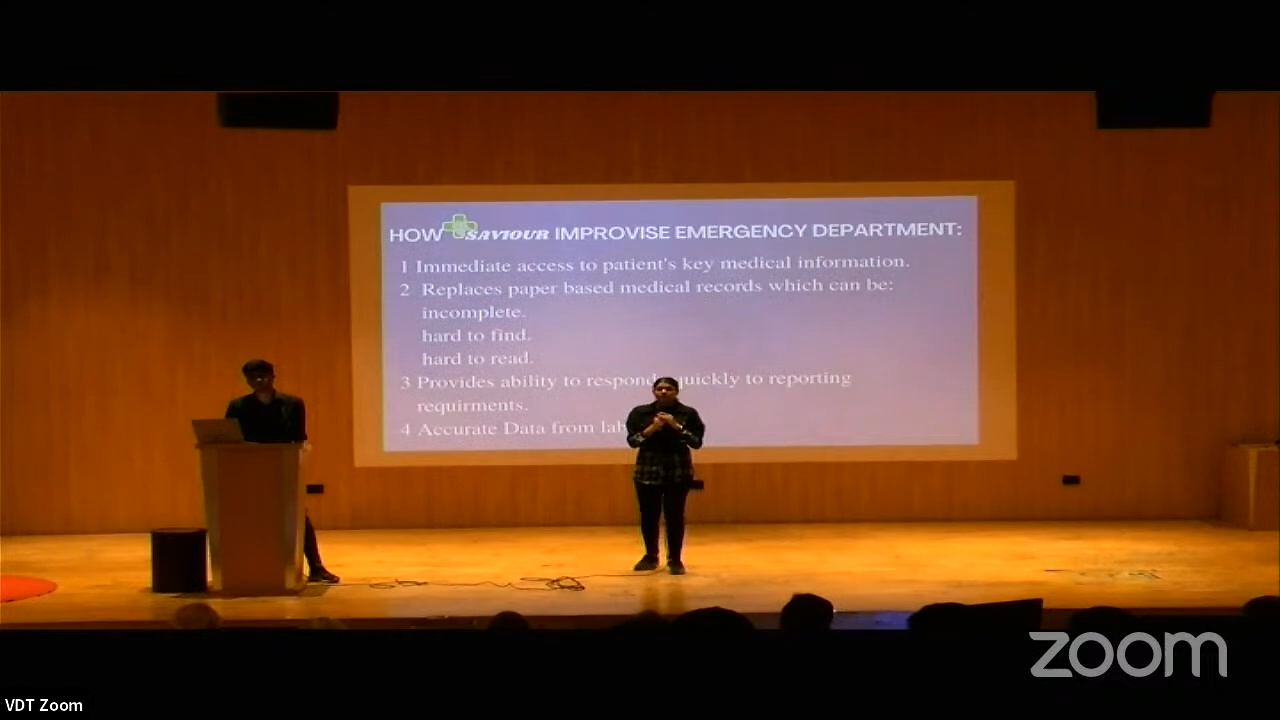 HOW SAVIOUR IMPROVISE EMERGENCY DEPARTMENT:
1 Immediate access to patient's key medical information.
2 Replaces paper based medical records which can be:
incomplete.
hard to find.
hard to read.
3 Provides ability to respond quickly to reporting
requirments.
4 Accurate Data from lab
zoom
VDT Zoom